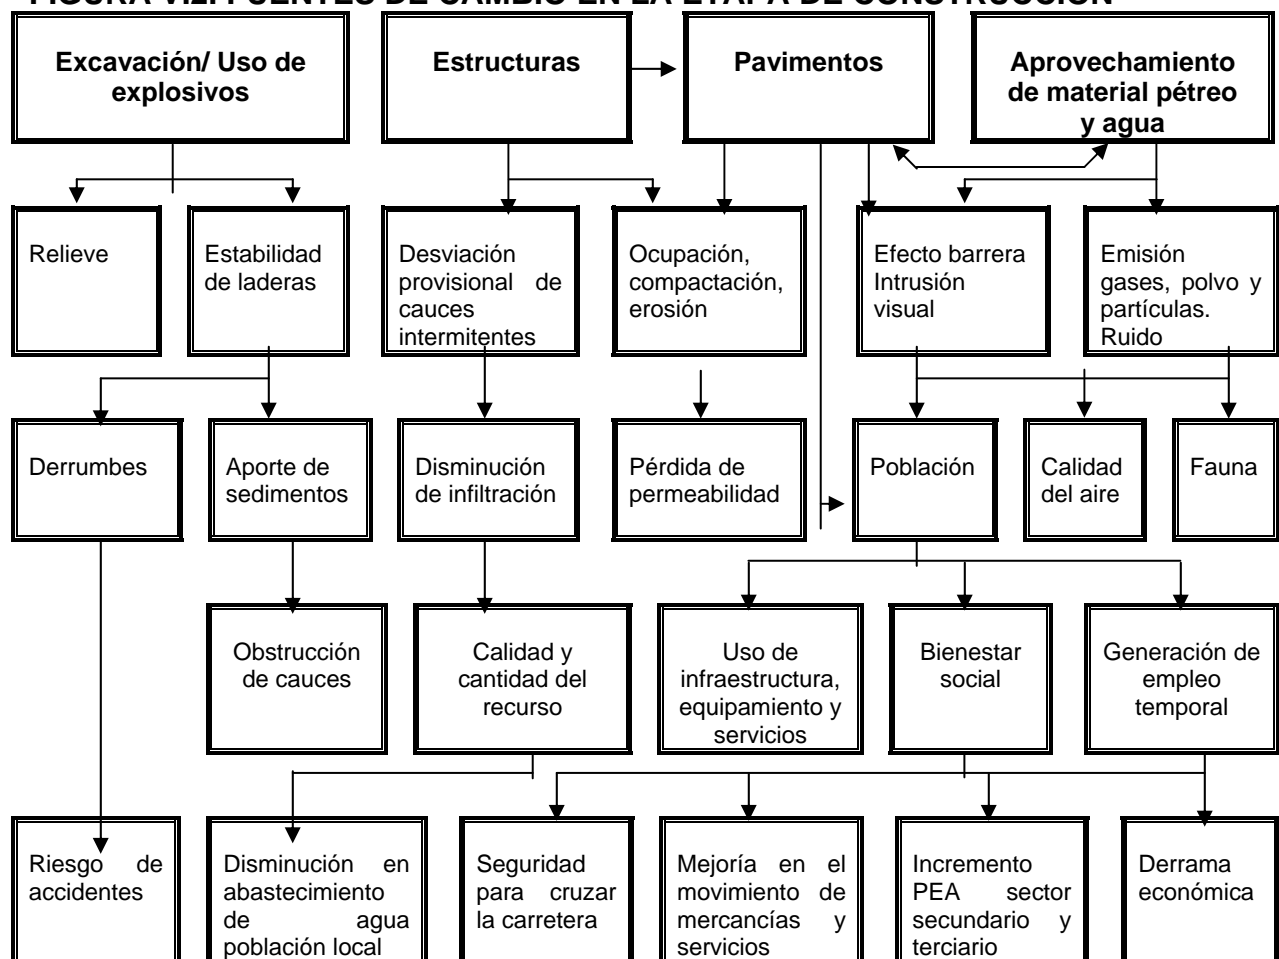 Excavación/ Uso de
explosivos
Estructuras
Pavimentos
Aprovechamiento
de material pétreo
y agua
Relieve
Estabilidad
de laderas
Desviación
provisional de
cauces
intermitentes
Ocupación,
compactación,
erosión
Efecto barrera
Intrusión
visual
Emisión
gases, polvo y
partículas.
Ruido
Derrumbes
Aporte de
sedimentos
Disminución
de infiltración
Pérdida de
permeabilidad
Población
Calidad
del aire
Fauna
Obstrucción
de cauces
Calidad y
cantidad del
recurso
Uso de
infraestructura,
equipamiento y
servicios
Bienestar
social
Generación de
empleo
temporal
Riesgo de
accidentes
Disminución en
abastecimiento
de agua
población local
Seguridad
para cruzar
la carretera
Mejoría en el
movimiento de
mercancías y
servicios
Incremento
PEA sector
secundario y
terciario
Derrama
económica